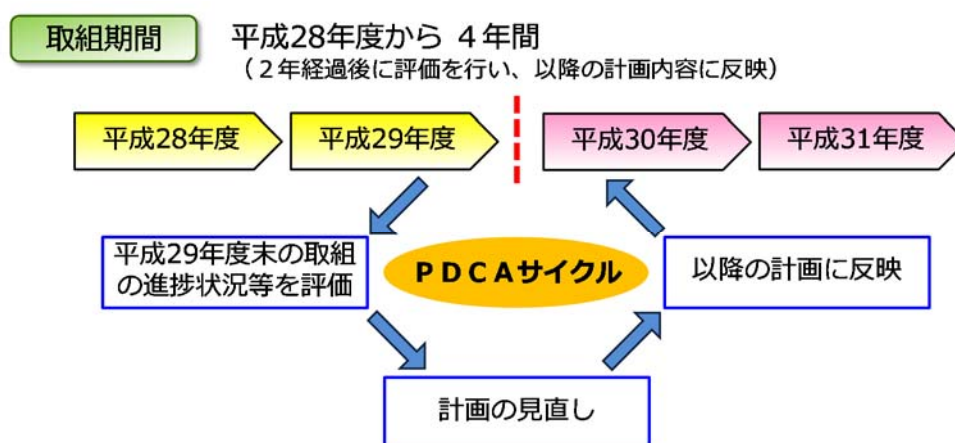 取組期間
平成28年度から 4年間
（２年経過後に評価を行い、以降の計画内容に反映）
平成28年度
平成29年度
平成30年度
平成31年度
平成29年度末の取組
の進捗状況等を評価
ＰＤＣＡサイクル
以降の計画に反映
計画の見直し